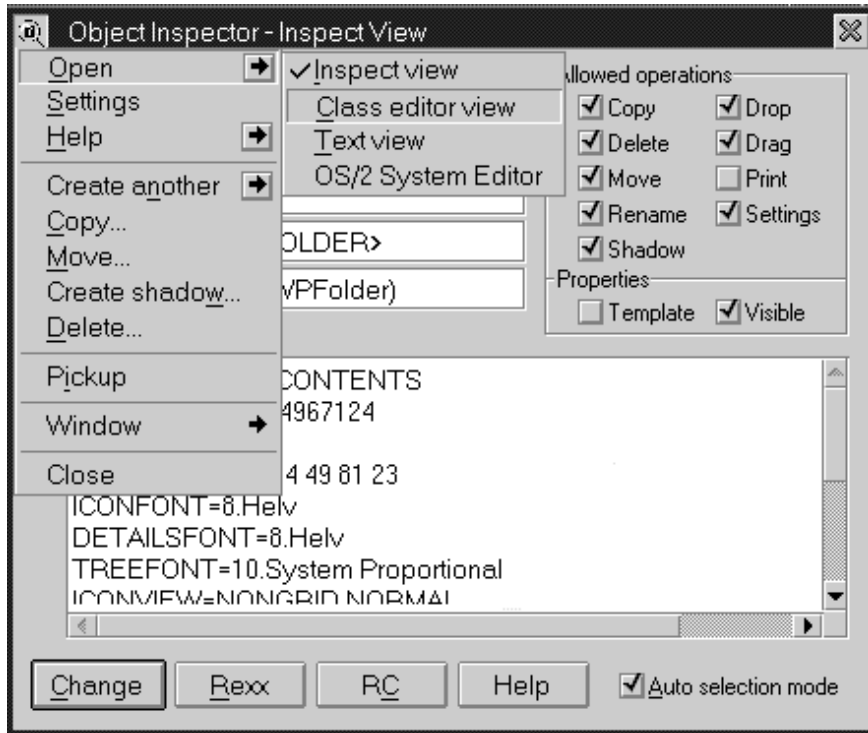 Object Inspector - Inspect View
Open
Settings
Help
Create another
Copy...
Move...
Create shadow...
Delete...
Pickup
Window
Close
Inspect view
Class editor view
Text view
OS/2 System Editor
Allowed operations
Copy Drop
Delete Drag
Move Print
Rename Settings
Shadow
Properties
Template Visible
OLDER>
VPFolder)
CONTENTS
4967124
4 49 81 23
ICONFONT=8.Helv
DETAILSFONT=8.Helv
TREEFONT=10.System Proportional
ICONVIEW=NONGRID,NORMAL
Change Rexx RC Help Auto selection mode